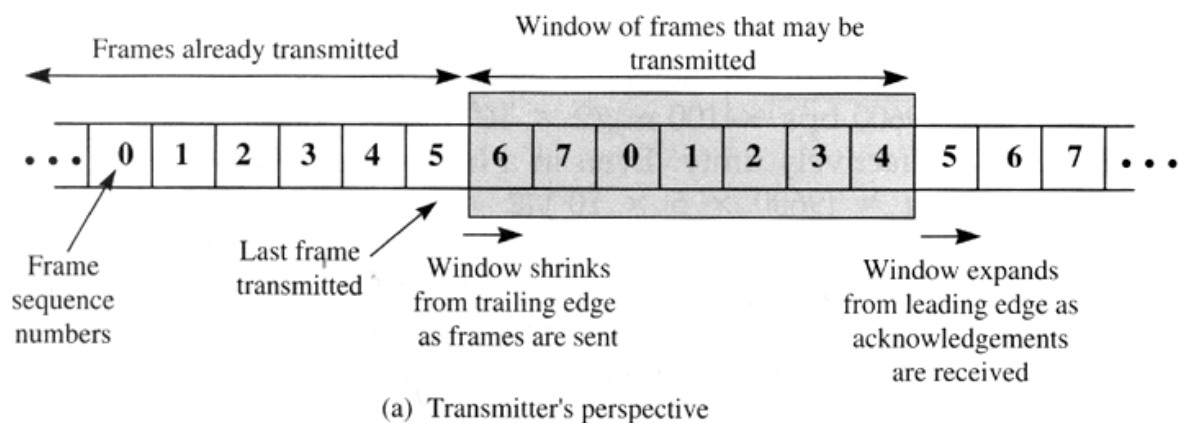 Frames already transmitted
Window of frames that may be
transmitted
••• 0 1 2 3 4 5 6 7 0 1 2 3 4 5 6 7 •••
Frame
sequence
numbers
Last frame
transmitted
Window shrinks
from trailing edge
as frames are sent
Window expands
from leading edge as
acknowledgements
are received
(a) Transmitter's perspective